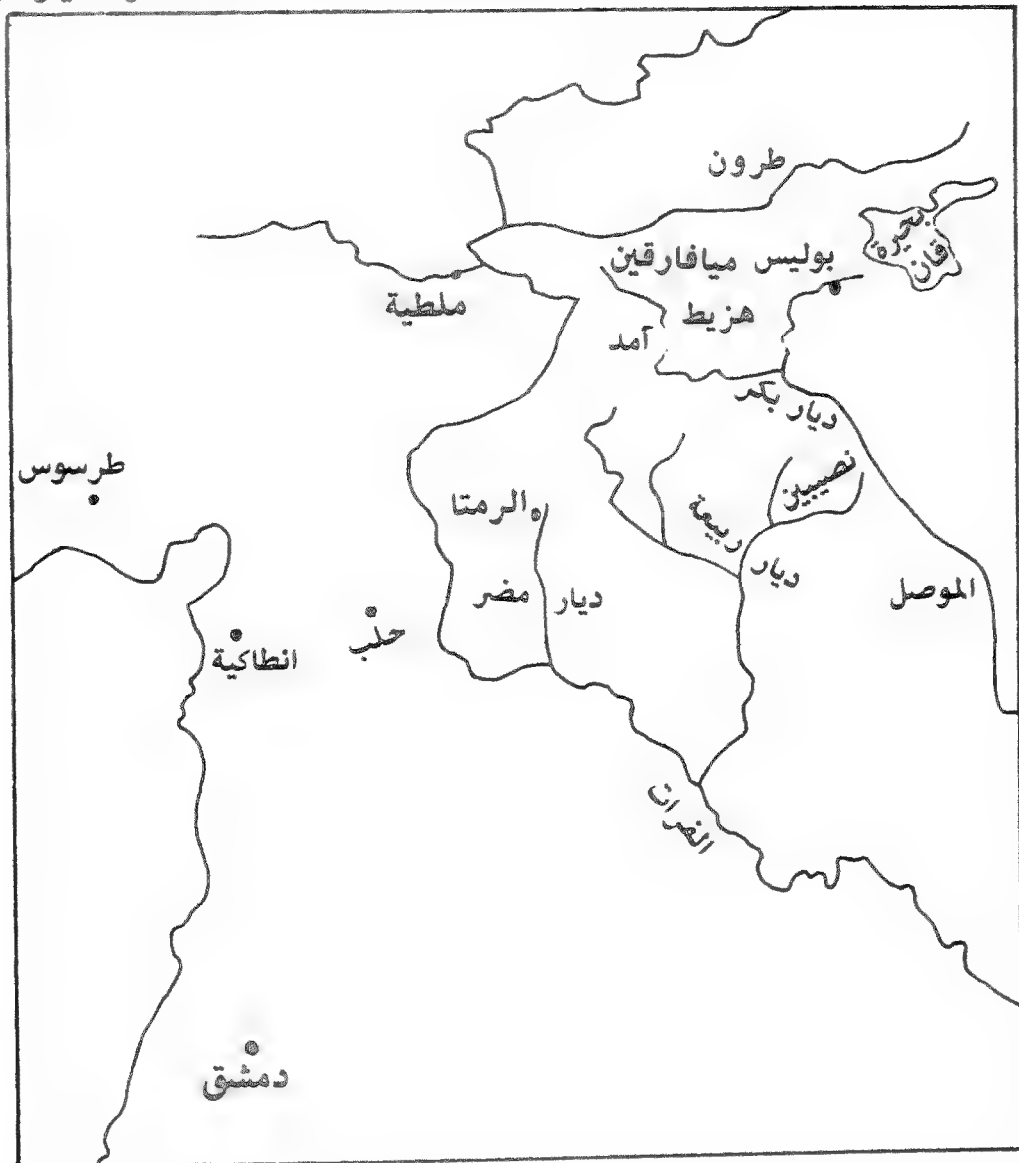 طرون
بحيرة
قان
بوليس ميافارقين
ملطية
هزيط
آمد
ديار بكر
طرسوس
نصيبين
الرمتا
ديار ربيعة
الموصل
ديار مضر
حلب
انطاكية
الفرات
دمشق